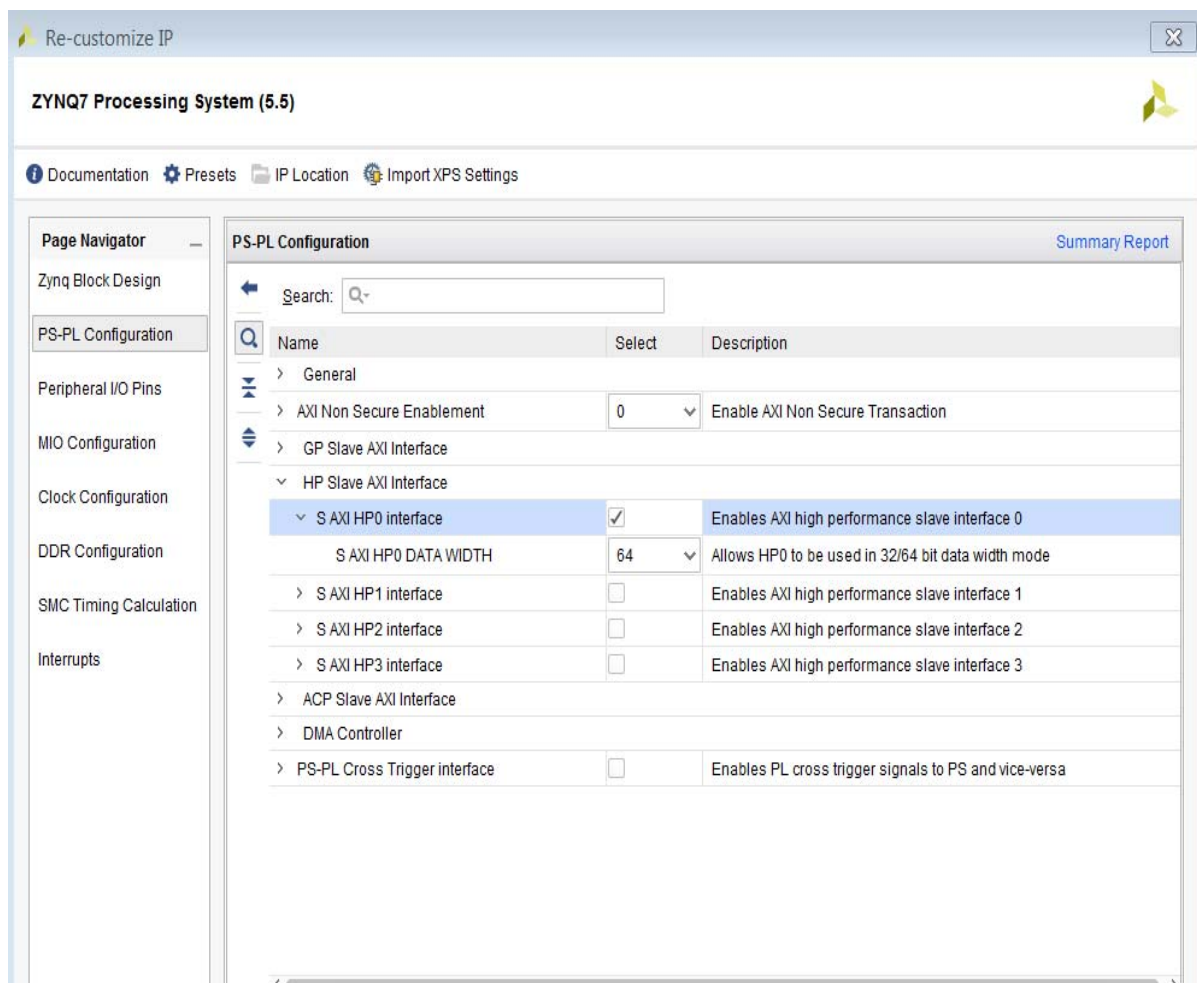 Re-customize IP
ZYNQ7 Processing System (5.5)
Documentation Presets IP Location Import XPS Settings
Page Navigator
Zynq Block Design
PS-PL Configuration
Peripheral I/O Pins
MIO Configuration
Clock Configuration
DDR Configuration
SMC Timing Calculation
Interrupts
PS-PL Configuration Summary Report
Search:
Name Select Description
General
AXI Non Secure Enablement 0 Enable AXI Non Secure Transaction
GP Slave AXI Interface
HP Slave AXI Interface
S AXI HP0 interface Enables AXI high performance slave interface 0
S AXI HP0 DATA WIDTH 64 Allows HP0 to be used in 32/64 bit data width mode
S AXI HP1 interface Enables AXI high performance slave interface 1
S AXI HP2 interface Enables AXI high performance slave interface 2
S AXI HP3 interface Enables AXI high performance slave interface 3
ACP Slave AXI Interface
DMA Controller
PS-PL Cross Trigger interface Enables PL cross trigger signals to PS and vice-versa